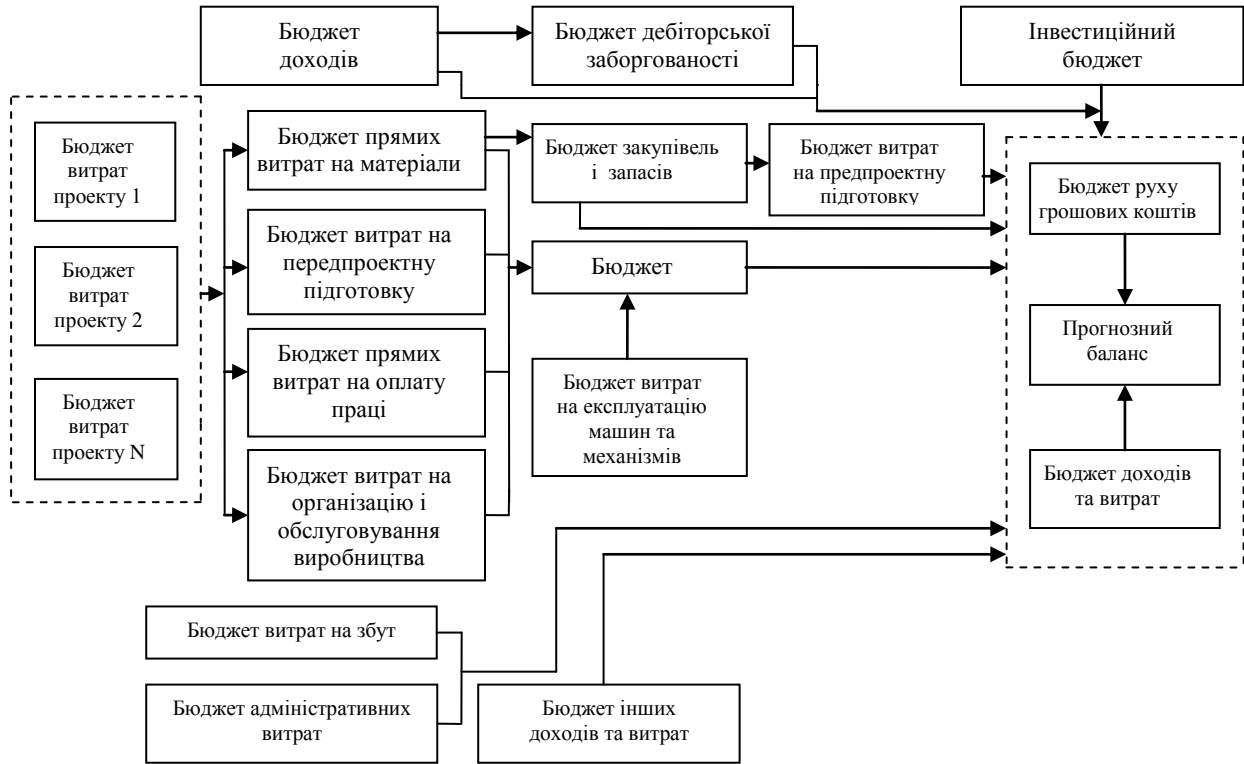 Бюджет
доходів
Бюджет дебіторської
заборгованості
Інвестиційний
бюджет
Бюджет
витрат
проекту 1
Бюджет
витрат
проекту 2
Бюджет
витрат
проекту N
Бюджет прямих
витрат на матеріали
Бюджет витрат на
передпроектну
підготовку
Бюджет прямих
витрат на оплату
праці
Бюджет витрат на
організацію і
обслуговування
виробництва
Бюджет закупівель
і запасів
Бюджет витрат
на предпроектну
підготовку
Бюджет
Бюджет витрат
на експлуатацію
машин та
механізмів
Бюджет руху
грошових коштів
Прогнозний
баланс
Бюджет доходів
та витрат
Бюджет витрат на збут
Бюджет адміністративних
витрат
Бюджет інших
доходів та витрат